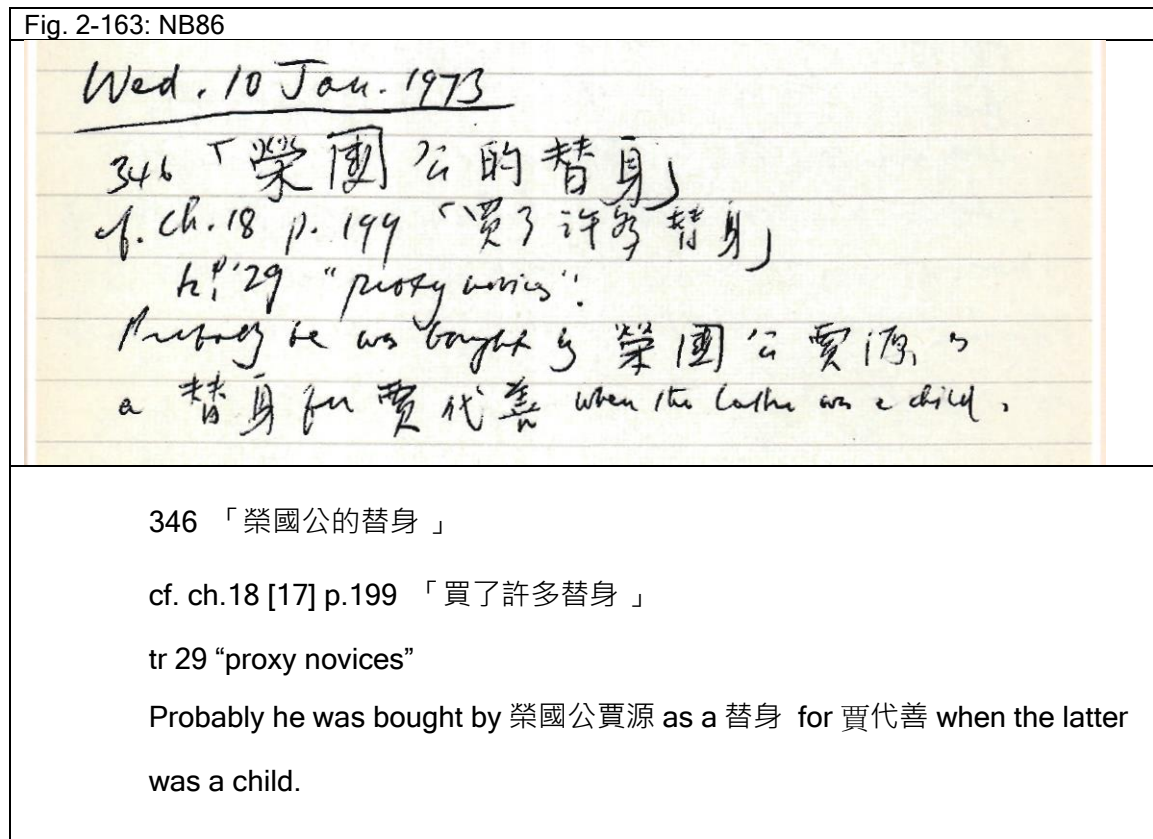 Fig. 2-163: NB86
Wed. 10 Jan. 1973
346 「榮國公的替身」
cf. ch.18 p. 199 「買了許多替身」
tr. p. 29 "proxy novices".
Probably he was bought by 榮國公賈源 as
a 替身 for 賈代善 when the latter was a child.
346 「榮國公的替身 」
cf. ch.18 [17] p.199 「買了許多替身 」
tr 29 “proxy novices”
Probably he was bought by 榮國公賈源 as a 替身 for 賈代善 when the latter
was a child.